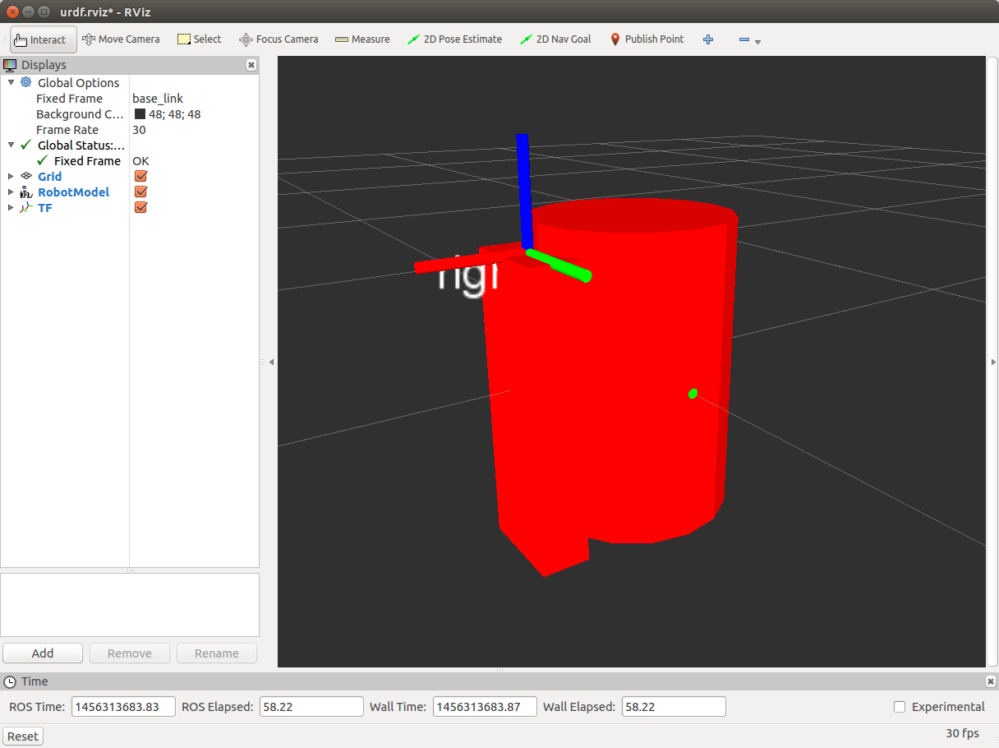 urdf.rviz* - RViz
Interact Move Camera Select Focus Camera Measure 2D Pose Estimate 2D Nav Goal Publish Point
Displays
Global Options
Fixed Frame base_link
Background C... 48; 48; 48
Frame Rate 30
Global Status:...
Fixed Frame OK
Grid
RobotModel
TF
Add Remove Rename
Time
ROS Time: 1456313683.83 ROS Elapsed: 58.22 Wall Time: 1456313683.87 Wall Elapsed: 58.22 Experimental
Reset 30 fps